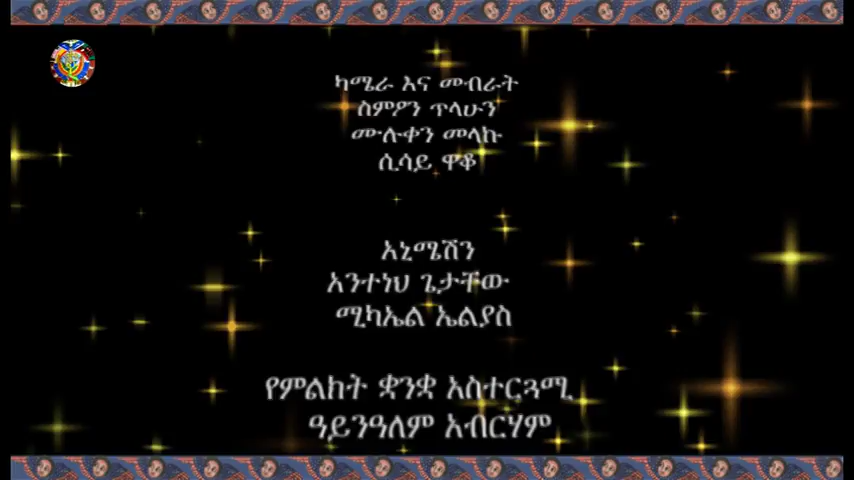 ካሜራ እና መብራት
ስምዖን ጥላሁን
ሙሉቀን መላኩ
ሲሳይ ዋቆ
አኒሜሽን
አንተነህ ጌታቸው
ሚካኤል ኤልያስ
የምልክት ቋንቋ አስተርጓሚ
ዓይንዓለም አብርሃም